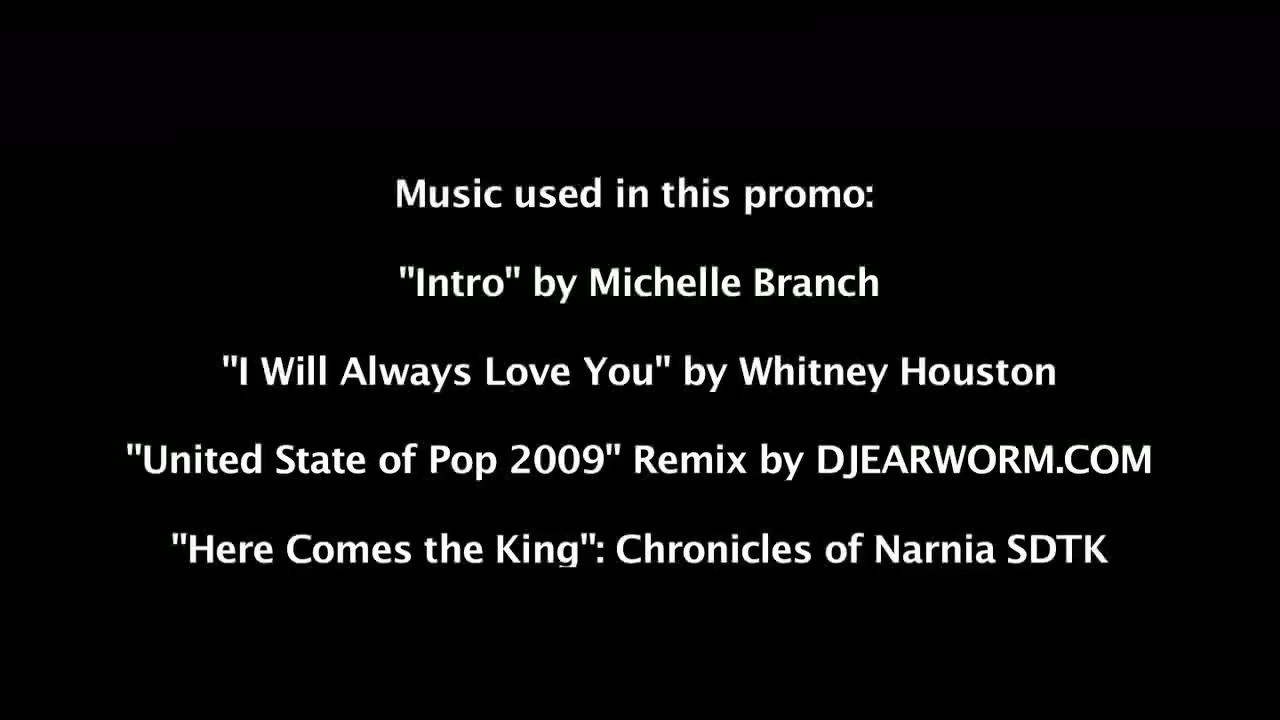 Music used in this promo:
"Intro" by Michelle Branch
"I Will Always Love You" by Whitney Houston
"United State of Pop 2009" Remix by DJEARWORM.COM
"Here Comes the King": Chronicles of Narnia SDTK